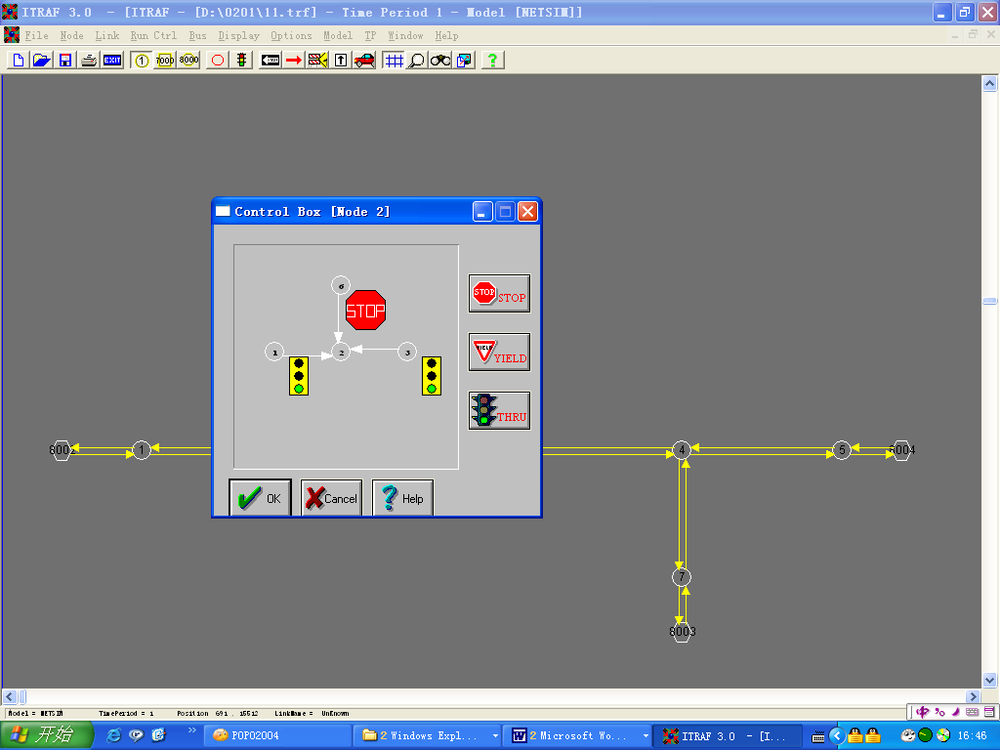 ITRAF 3.0 - [ITRAF - [D:\0201\11.trf] - Time Period 1 - Model [NETSIM]]
File Node Link Run Ctrl Bus Display Options Model TP Window Help
EXIT 1 7000 8000 ?
Control Box [Node 2]
6
STOP
STOP STOP
1 2 3
YIELD YIELD
THRU
8002 1 4 5 8004
OK Cancel Help
7
8003
Model = NETSIM TimePeriod = 1 Position 691 , 15512 LinkName = UnKnown
中
开始 » POPO2004 2 Windows Expl... 2 Microsoft Wo... ITRAF 3.0 - [I... 16:46